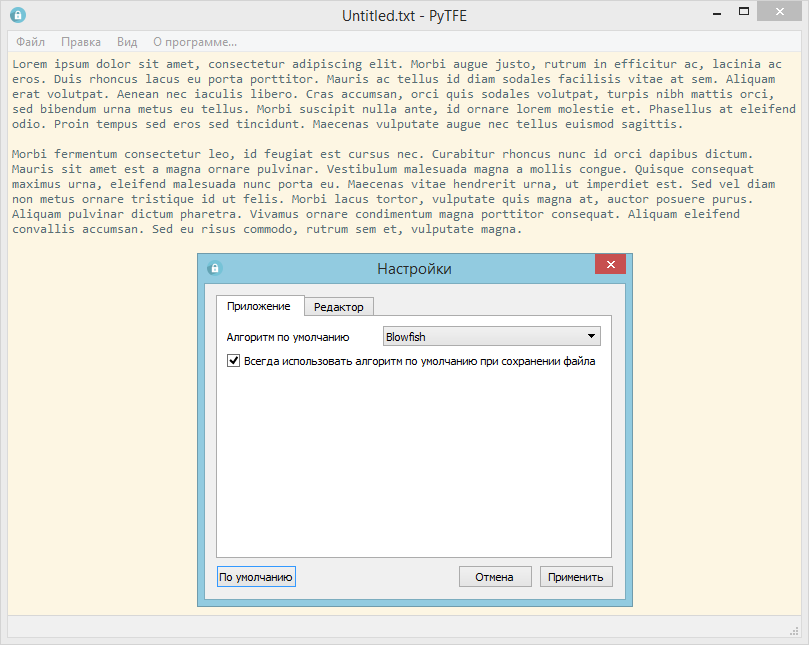 Untitled.txt - PyTFE
Файл Правка Вид О программе...
Lorem ipsum dolor sit amet, consectetur adipiscing elit. Morbi augue justo, rutrum in efficitur ac, lacinia ac
eros. Duis rhoncus lacus eu porta porttitor. Mauris ac tellus id diam sodales facilisis vitae at sem. Aliquam
erat volutpat. Aenean nec iaculis libero. Cras accumsan, orci quis sodales volutpat, turpis nibh mattis orci,
sed bibendum urna metus eu tellus. Morbi suscipit nulla ante, id ornare lorem molestie et. Phasellus at eleifend
odio. Proin tempus sed eros sed tincidunt. Maecenas vulputate augue nec tellus euismod sagittis.
Morbi fermentum consectetur leo, id feugiat est cursus nec. Curabitur rhoncus nunc id orci dapibus dictum.
Mauris sit amet est a magna ornare pulvinar. Vestibulum malesuada magna a mollis congue. Quisque consequat
maximus urna, eleifend malesuada nunc porta eu. Maecenas vitae hendrerit urna, ut imperdiet est. Sed vel diam
non metus ornare tristique id ut felis. Morbi lacus tortor, vulputate quis magna at, auctor posuere purus.
Aliquam pulvinar dictum pharetra. Vivamus ornare condimentum magna porttitor consequat. Aliquam eleifend
convallis accumsan. Sed eu risus commodo, rutrum sem et, vulputate magna.
Настройки
Приложение Редактор
Алгоритм по умолчанию Blowfish
Всегда использовать алгоритм по умолчанию при сохранении файла
По умолчанию Отмена Применить